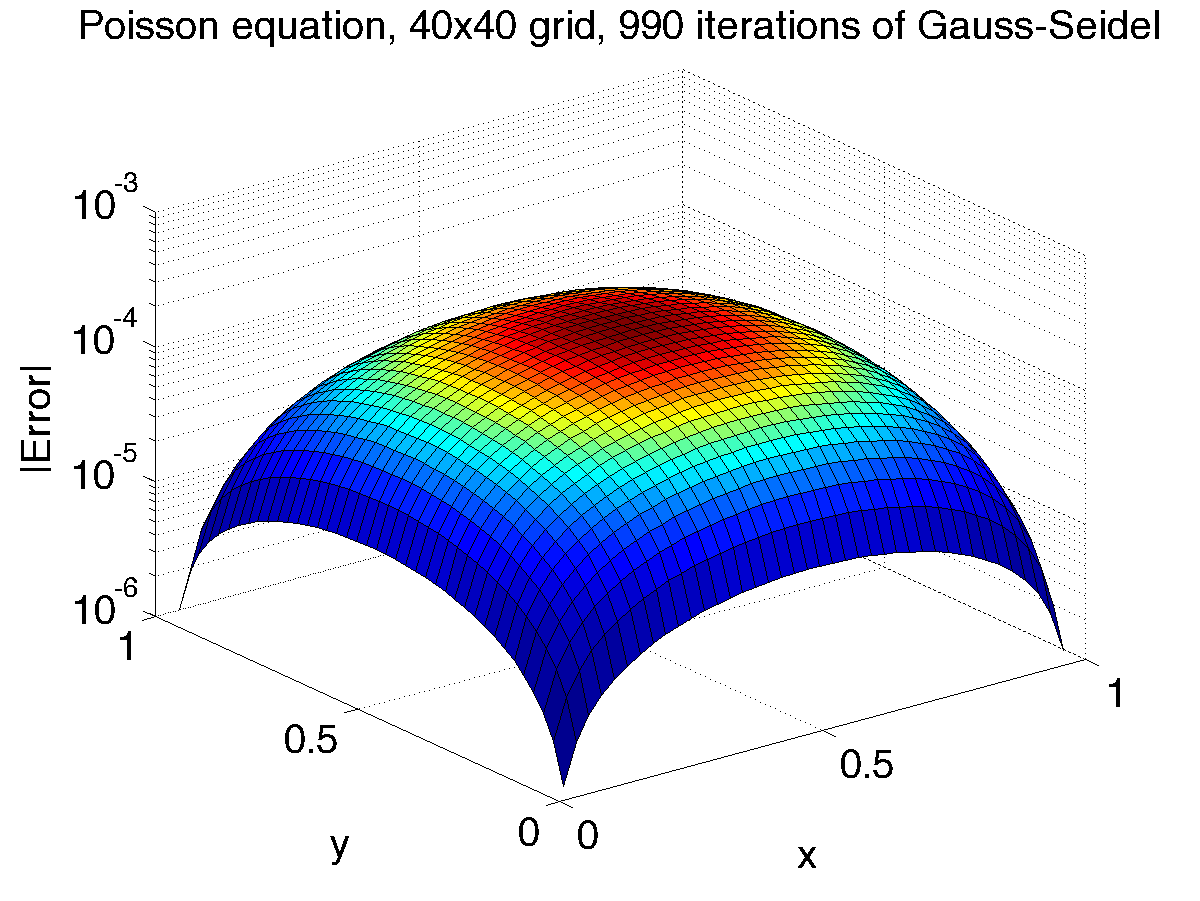 Poisson equation, 40x40 grid, 990 iterations of Gauss-Seidel
10^-3
10^-4
10^-5
10^-6
|Error|
1
0.5
0
y
0
0.5
1
x